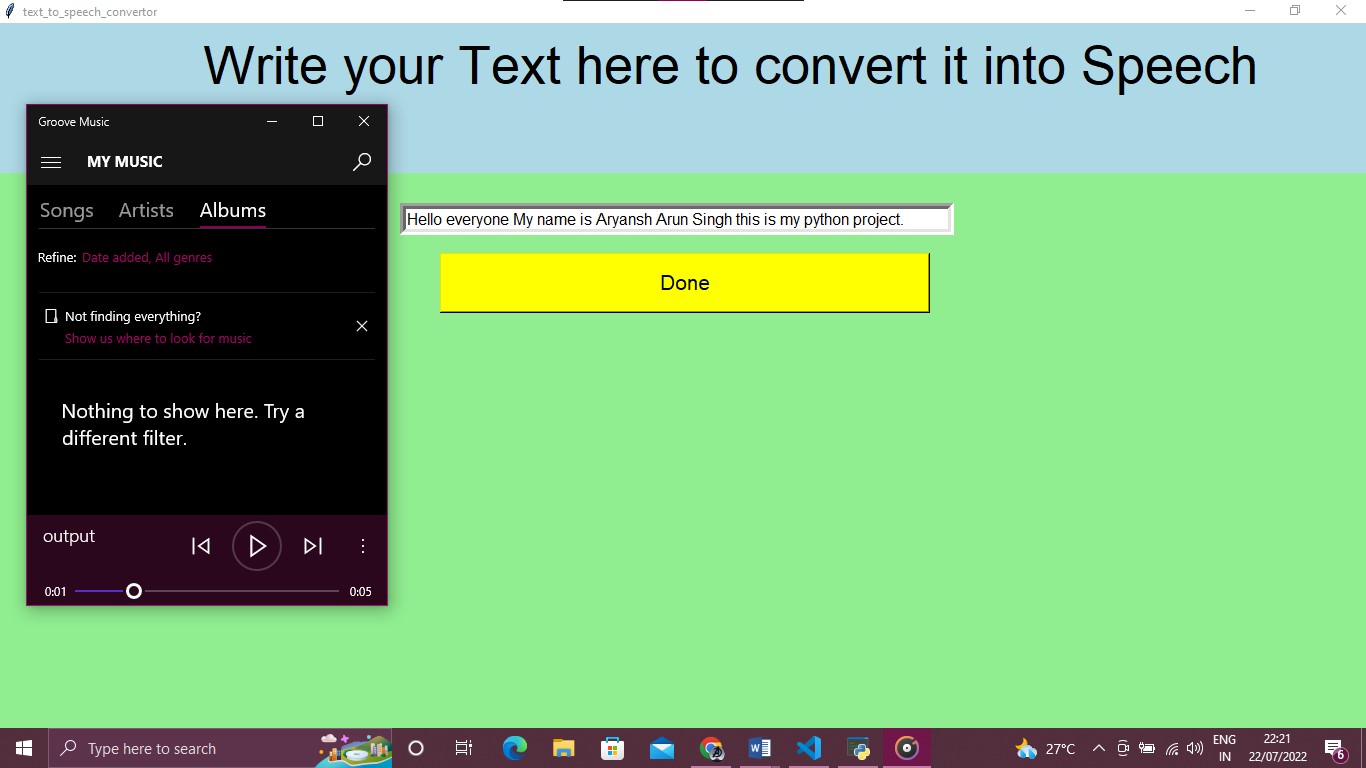 text_to_speech_convertor
Write your Text here to convert it into Speech
Groove Music
MY MUSIC
Songs Artists Albums
Refine: Date added, All genres
Not finding everything?
Show us where to look for music
Nothing to show here. Try a
different filter.
output
0:01 0:05
Hello everyone My name is Aryansh Arun Singh this is my python project.
Done
Type here to search
27°C
ENG
IN
22:21
22/07/2022
6